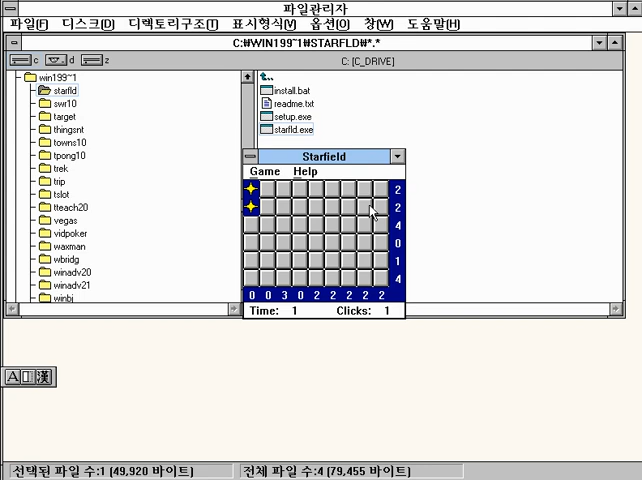 파일관리자
파일(F) 디스크(D) 디렉토리구조(T) 표시형식(V) 옵션(O) 창(W) 도움말(H)
C:₩WIN199~1₩STARFLD₩*.*
c d z C: [C_DRIVE]
win199~1
starfld
swr10
target
thingsnt
towns10
tpong10
trek
trip
tslot
tteach20
vegas
vidpoker
waxman
wbridg
winadv20
winadv21
winbj
install.bat
readme.txt
setup.exe
starfld.exe
Starfield
Game Help
2
2
4
0
1
4
0 0 3 0 2 2 2 2 2
Time: 1 Clicks: 1
A 漢
선택된 파일 수:1 (49,920 바이트) 전체 파일 수:4 (79,455 바이트)